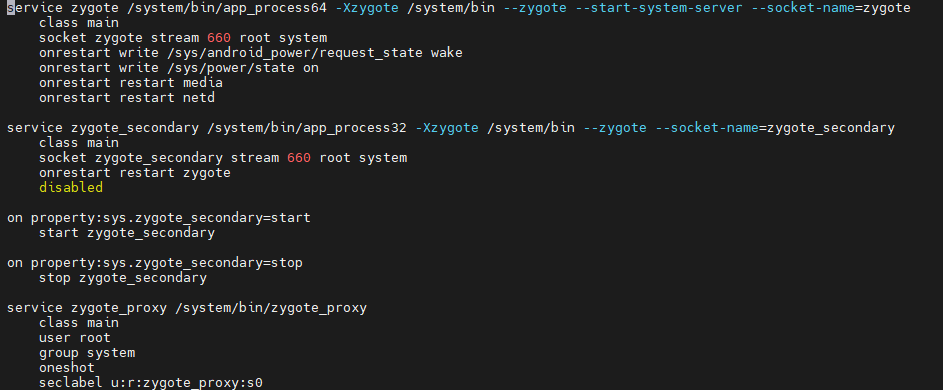 service zygote /system/bin/app_process64 -Xzygote /system/bin --zygote --start-system-server --socket-name=zygote
    class main
    socket zygote stream 660 root system
    onrestart write /sys/android_power/request_state wake
    onrestart write /sys/power/state on
    onrestart restart media
    onrestart restart netd

service zygote_secondary /system/bin/app_process32 -Xzygote /system/bin --zygote --socket-name=zygote_secondary
    class main
    socket zygote_secondary stream 660 root system
    onrestart restart zygote
    disabled

on property:sys.zygote_secondary=start
    start zygote_secondary

on property:sys.zygote_secondary=stop
    stop zygote_secondary

service zygote_proxy /system/bin/zygote_proxy
    class main
    user root
    group system
    oneshot
    seclabel u:r:zygote_proxy:s0